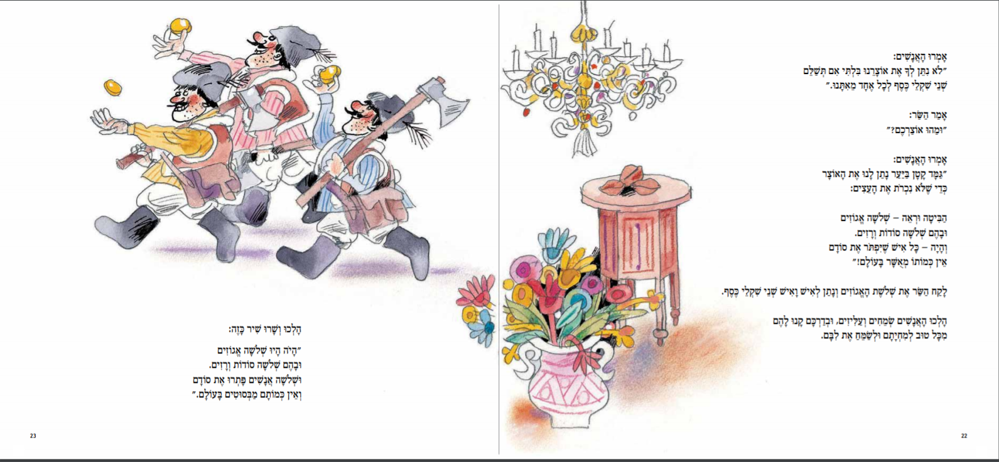 אָמְרוּ הָאֲנָשִׁים:
"לֹא נִתֵּן לְךָ אֶת אוֹצָרֵנוּ בִּלְתִּי אִם תְּשַׁלֵּם
שְׁנֵי שִׁקְלֵי כֶּסֶף לְכָל אֶחָד מֵאִתָּנוּ."
אָמַר הַשַּׂר:
"וּמַהוּ אוֹצַרְכֶם?"
אָמְרוּ הָאֲנָשִׁים:
"גַּמָּד קָטָן בַּיַּעַר נָתַן לָנוּ אֶת הָאוֹצָר
כְּדֵי שֶׁלֹּא נִכְרֹת אֶת הָעֵצִים:
הַבִּיטָה וּרְאֵה – שְׁלֹשָׁה אֱגוֹזִים
וּבָהֶם שְׁלֹשָׁה סוֹדוֹת וְרָזִים.
וְהָיָה – כָּל אִישׁ שֶׁיִּפְתֹּר אֶת סוֹדָם
אֵין כְּמוֹתוֹ מְאֻשָּׁר בָּעוֹלָם!"
לָקַח הַשַּׂר אֶת שְׁלֹשֶׁת הָאֱגוֹזִים וְנָתַן לְאִישׁ וָאִישׁ שְׁנֵי שִׁקְלֵי כֶּסֶף.
הָלְכוּ הָאֲנָשִׁים שְׂמֵחִים וְעַלִּיזִים, וּבְדַרְכָּם קָנוּ לָהֶם
מִכָּל טוּב לְמִחְיָתָם וּלְשַׂמֵּחַ אֶת לִבָּם.
22
הָלְכוּ וְשָׁרוּ שִׁיר כָּזֶה:
"הָיֹה הָיוּ שְׁלֹשָׁה אֱגוֹזִים
וּבָהֶם שְׁלֹשָׁה סוֹדוֹת וְרָזִים.
וּשְׁלֹשָׁה אֲנָשִׁים פָּתְרוּ אֶת סוֹדָם
וְאֵין כְּמוֹתָם מַבְּסוּטִים בָּעוֹלָם."
23